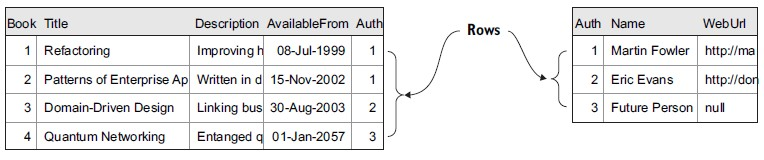 Book Title Description AvailableFrom Auth
1 Refactoring Improving h 08-Jul-1999 1
2 Patterns of Enterprise Ap Written in d 15-Nov-2002 1
3 Domain-Driven Design Linking bus 30-Aug-2003 2
4 Quantum Networking Entanged q 01-Jan-2057 3
Rows
Auth Name WebUrl
1 Martin Fowler http://ma
2 Eric Evans http://don
3 Future Person null